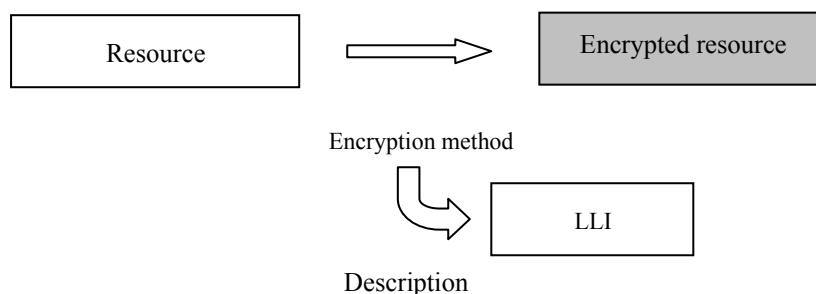 Resource
Encrypted resource
Encryption method
LLI
Description